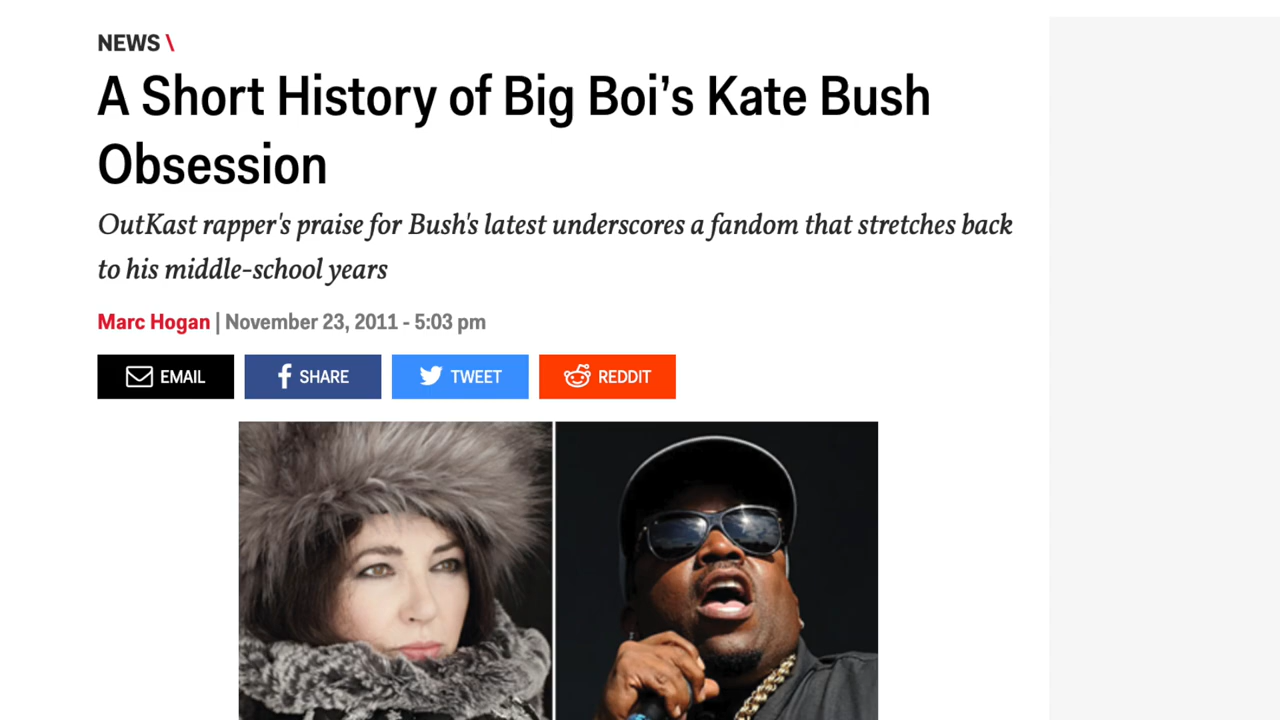 NEWS \
A Short History of Big Boi’s Kate Bush
Obsession
OutKast rapper's praise for Bush's latest underscores a fandom that stretches back
to his middle-school years
Marc Hogan | November 23, 2011 - 5:03 pm
EMAIL SHARE TWEET REDDIT